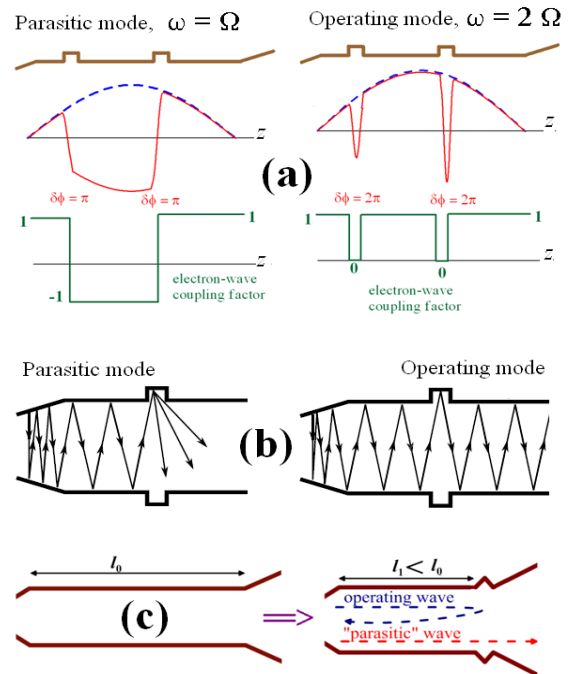 Parasitic mode, ω = Ω
Operating mode, ω = 2 Ω
z
z
(a)
δϕ = π
δϕ = π
δϕ = 2π
δϕ = 2π
1
1
1
1
z
z
0
0
-1
electron-wave
coupling factor
electron-wave
coupling factor
Parasitic mode
Operating mode
(b)
l₀
l₁ < l₀
operating wave
(c)
"parasitic" wave